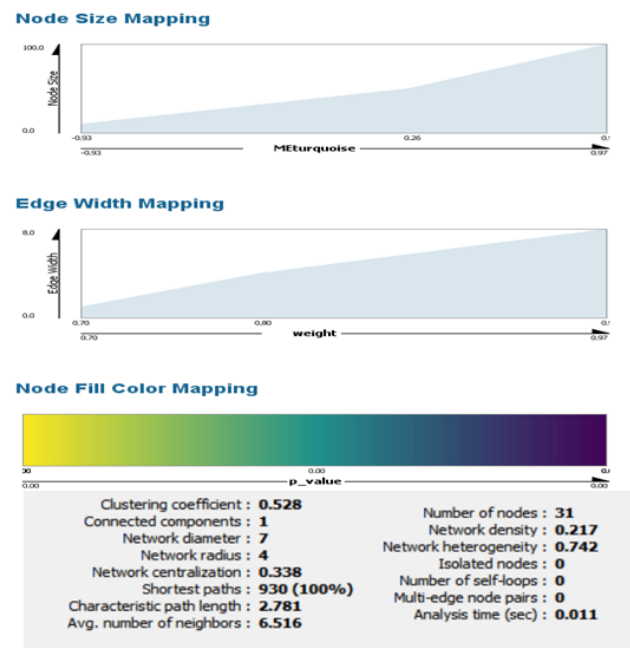 Node Size Mapping
100.0
Node Size
0.0
-0.93 0.26
-0.93 MEturquoise 0.97
Edge Width Mapping
8.0
Edge Width
0.0
0.70 0.80
0.70 weight 0.97
Node Fill Color Mapping
0.00
0.00 p_value 0.00
Clustering coefficient : 0.528
Connected components : 1
Network diameter : 7
Network radius : 4
Network centralization : 0.338
Shortest paths : 930 (100%)
Characteristic path length : 2.781
Avg. number of neighbors : 6.516
Number of nodes : 31
Network density : 0.217
Network heterogeneity : 0.742
Isolated nodes : 0
Number of self-loops : 0
Multi-edge node pairs : 0
Analysis time (sec) : 0.011